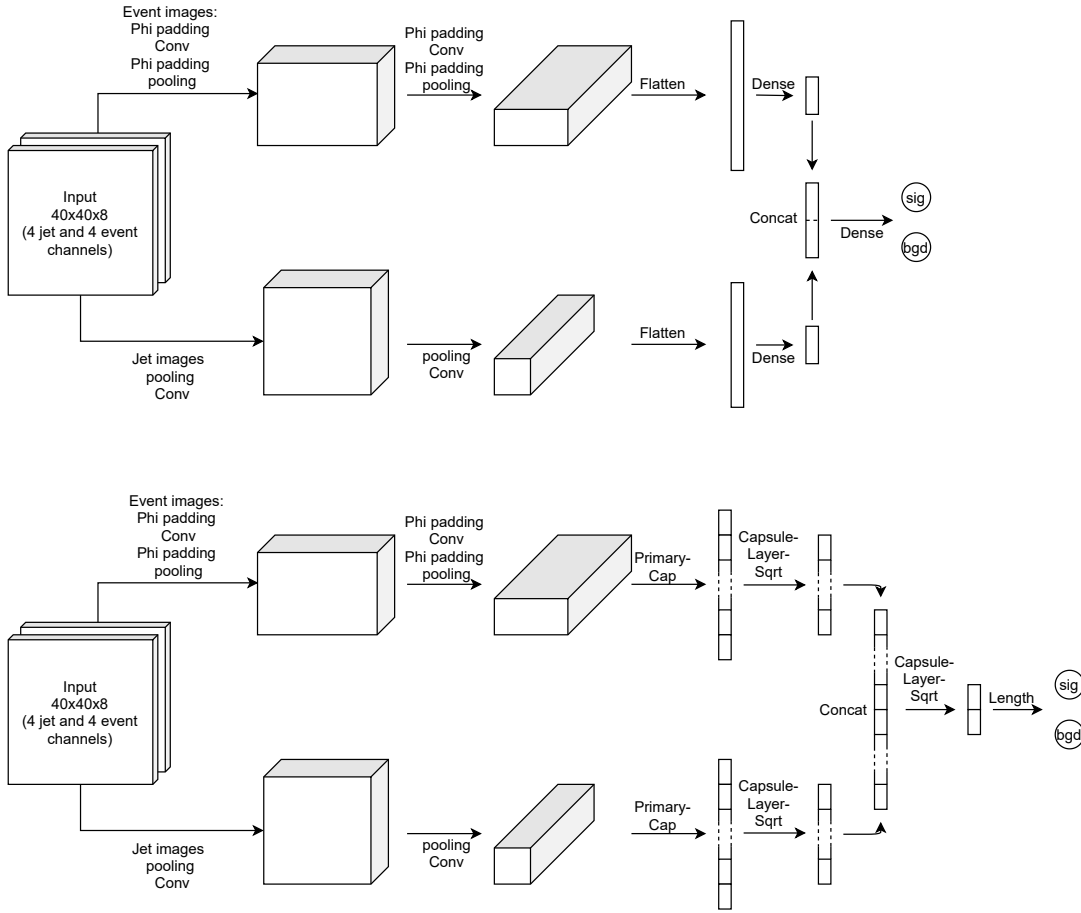 Event images:
Phi padding
Conv
Phi padding
pooling
Phi padding
Conv
Phi padding
pooling
Flatten
Dense
Input
40x40x8
(4 jet and 4 event
channels)
Concat
Dense
sig
bgd
Jet images
pooling
Conv
pooling
Conv
Flatten
Dense
Event images:
Phi padding
Conv
Phi padding
pooling
Phi padding
Conv
Phi padding
pooling
Primary-
Cap
Capsule-
Layer-
Sqrt
Input
40x40x8
(4 jet and 4 event
channels)
Concat
Capsule-
Layer-
Sqrt
Length
sig
bgd
Jet images
pooling
Conv
pooling
Conv
Primary-
Cap
Capsule-
Layer-
Sqrt